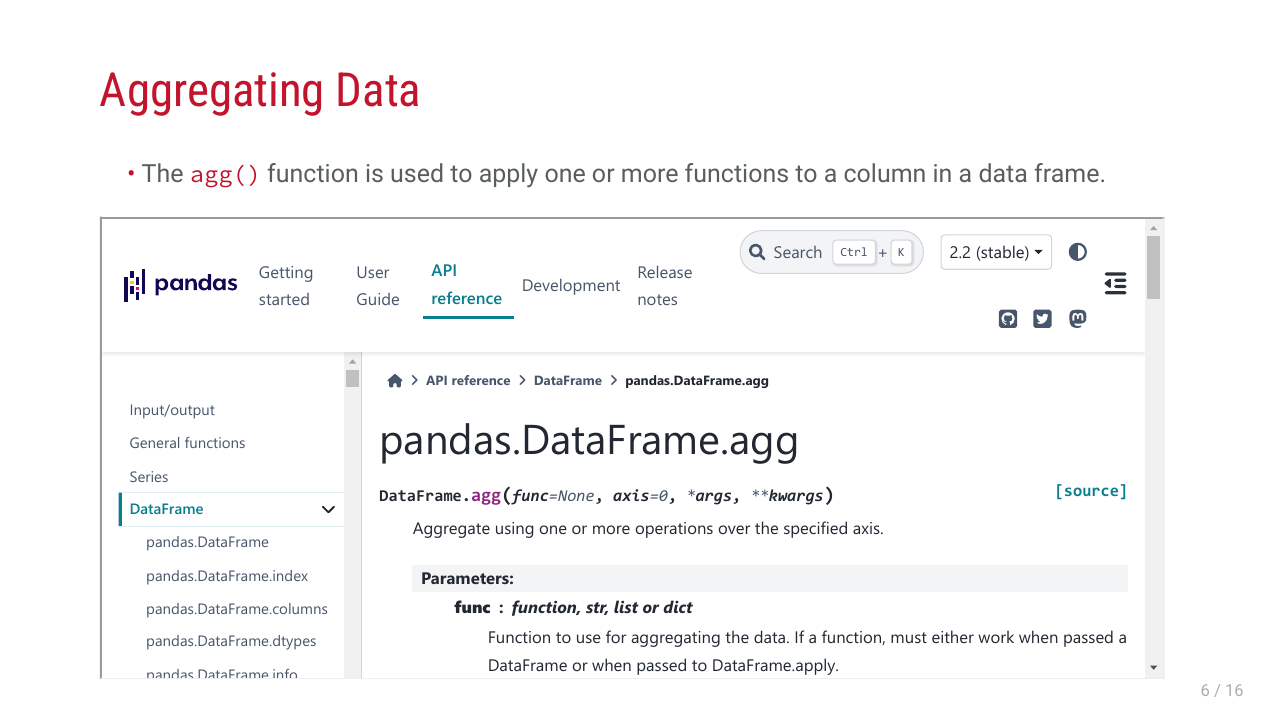 Aggregating Data
• The agg() function is used to apply one or more functions to a column in a data frame.
pandas
Getting started
User Guide
API reference
Development
Release notes
Search Ctrl + K
2.2 (stable)
Input/output
General functions
Series
DataFrame
pandas.DataFrame
pandas.DataFrame.index
pandas.DataFrame.columns
pandas.DataFrame.dtypes
pandas.DataFrame.info
API reference > DataFrame > pandas.DataFrame.agg
pandas.DataFrame.agg
DataFrame.agg(func=None, axis=0, *args, **kwargs) [source]
Aggregate using one or more operations over the specified axis.
Parameters:
func : function, str, list or dict
Function to use for aggregating the data. If a function, must either work when passed a
DataFrame or when passed to DataFrame.apply.
6 / 16